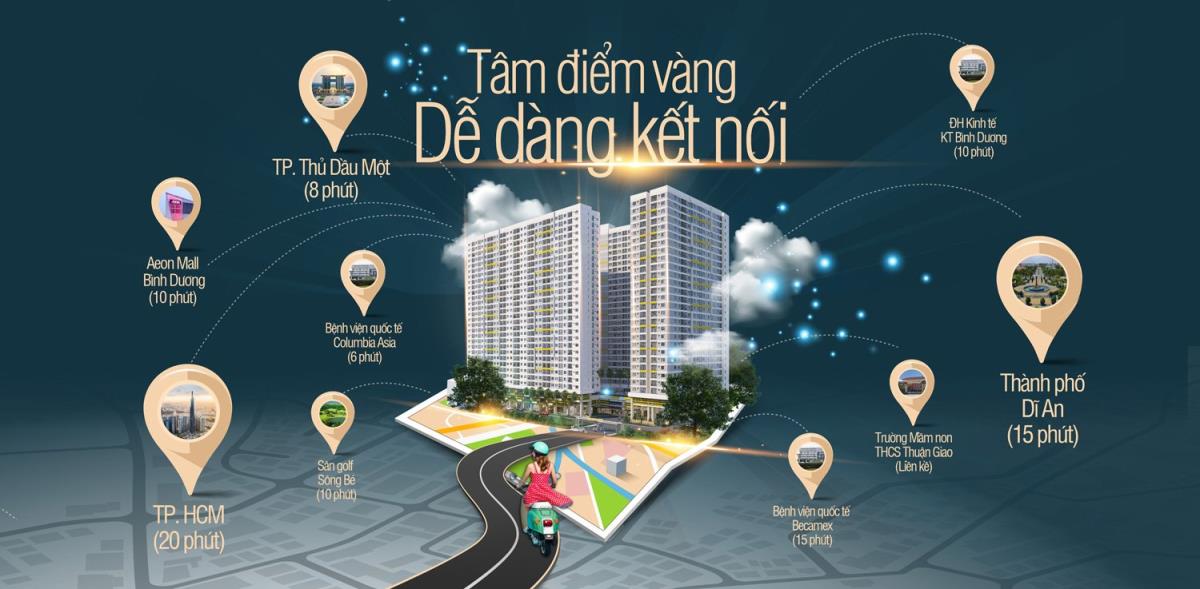 Tâm điểm vàng
Dễ dàng kết nối
TP. Thủ Dầu Một
(8 phút)
ĐH Kinh tế
KT Bình Dương
(10 phút)
Aeon Mall
Bình Dương
(10 phút)
Bệnh viện quốc tế
Columbia Asia
(6 phút)
Thành phố
Dĩ An
(15 phút)
Trường Mầm non
THCS Thuận Giao
(Liền kề)
Sân golf
Sông Bé
(10 phút)
TP. HCM
(20 phút)
Bệnh viện quốc tế
Becamex
(15 phút)